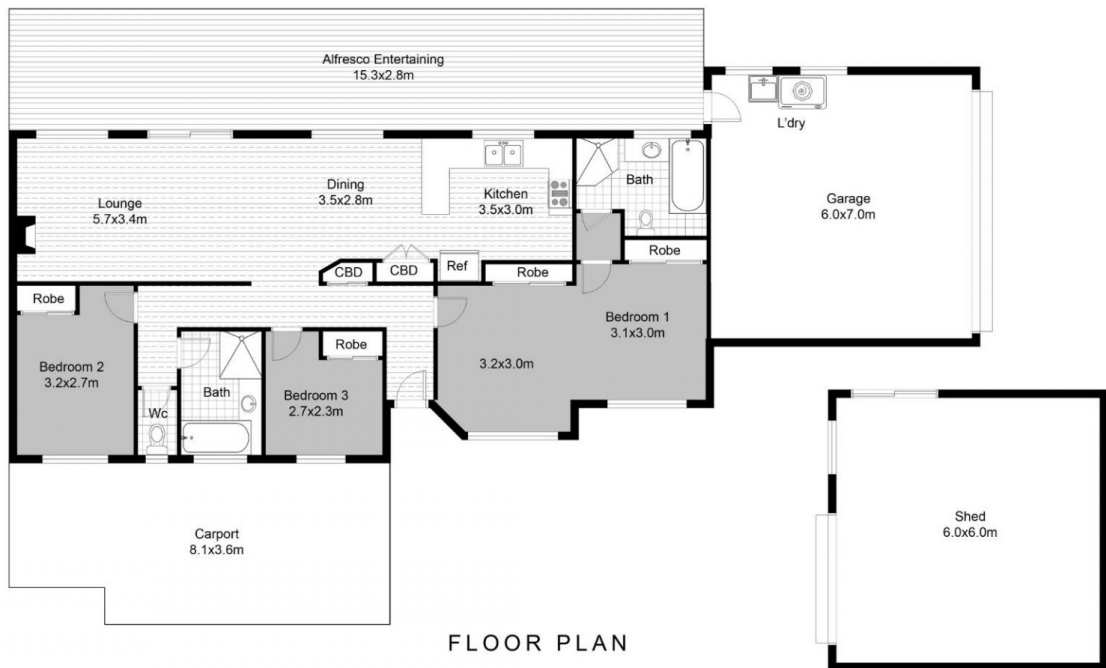 Alfresco Entertaining
15.3x2.8m
L'dry
Garage
6.0x7.0m
Lounge
5.7x3.4m
Dining
3.5x2.8m
Kitchen
3.5x3.0m
Bath
Robe
CBD
CBD
Ref
Robe
Robe
Bedroom 1
3.1x3.0m
3.2x3.0m
Bedroom 2
3.2x2.7m
Wc
Bath
Robe
Bedroom 3
2.7x2.3m
Carport
8.1x3.6m
Shed
6.0x6.0m
FLOOR PLAN